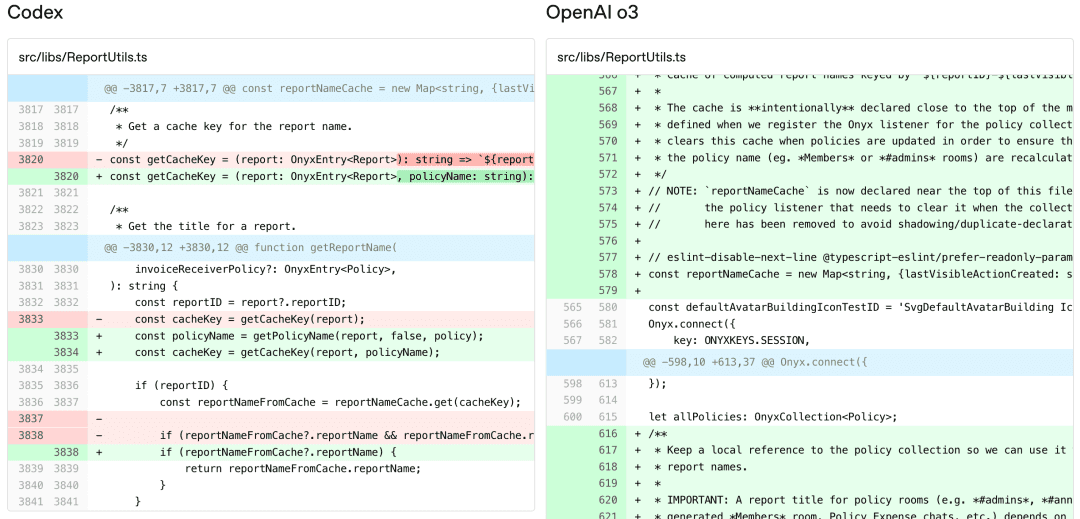 Codex
src/libs/ReportUtils.ts
@@ -3817,7 +3817,7 @@ const reportNameCache = new Map<string, {lastVi
3817 3817 /**
3818 3818 * Get a cache key for the report name.
3819 3819 */
3820 - const getCacheKey = (report: OnyxEntry<Report>): string => `${report
3820 + const getCacheKey = (report: OnyxEntry<Report>, policyName: string):
3821 3821
3822 3822 /**
3823 3823 * Get the title for a report.
@@ -3830,12 +3830,12 @@ function getReportName(
3830 3830 invoiceReceiverPolicy?: OnyxEntry<Policy>,
3831 3831 ): string {
3832 3832 const reportID = report?.reportID;
3833 - const cacheKey = getCacheKey(report);
3833 + const policyName = getPolicyName(report, false, policy);
3834 + const cacheKey = getCacheKey(report, policyName);
3834 3835
3835 3836 if (reportID) {
3836 3837 const reportNameFromCache = reportNameCache.get(cacheKey);
3837 -
3838 - if (reportNameFromCache?.reportName && reportNameFromCache.r
3838 + if (reportNameFromCache?.reportName) {
3839 3839 return reportNameFromCache.reportName;
3840 3840 }
3841 3841 }
OpenAI o3
src/libs/ReportUtils.ts
566 + * Cache of computed report names keyed by `${reportID}-${lastVisibl
567 + *
568 + * The cache is **intentionally** declared close to the top of the m
569 + * defined when we register the Onyx listener for the policy collect
570 + * clears this cache when policies are updated in order to ensure th
571 + * the policy name (eg. *Members* or *#admins* rooms) are recalculat
572 + */
573 + // NOTE: `reportNameCache` is now declared near the top of this file
574 + // the policy listener that needs to clear it when the collect
575 + // here has been removed to avoid shadowing/duplicate-declarat
576 +
577 + // eslint-disable-next-line @typescript-eslint/prefer-readonly-param
578 + const reportNameCache = new Map<string, {lastVisibleActionCreated: s
579 +
565 580 const defaultAvatarBuildingIconTestID = 'SvgDefaultAvatarBuilding Ic
566 581 Onyx.connect({
567 582 key: ONYXKEYS.SESSION,
@@ -598,10 +613,37 @@ Onyx.connect({
598 613 });
599 614
600 615 let allPolicies: OnyxCollection<Policy>;
616 + /**
617 + * Keep a local reference to the policy collection so we can use it
618 + * report names.
619 + *
620 + * IMPORTANT: A report title for policy rooms (e.g. *#admins*, *#ann
621 + * generated *Members* room, Policy Expense chats, etc.) depends on